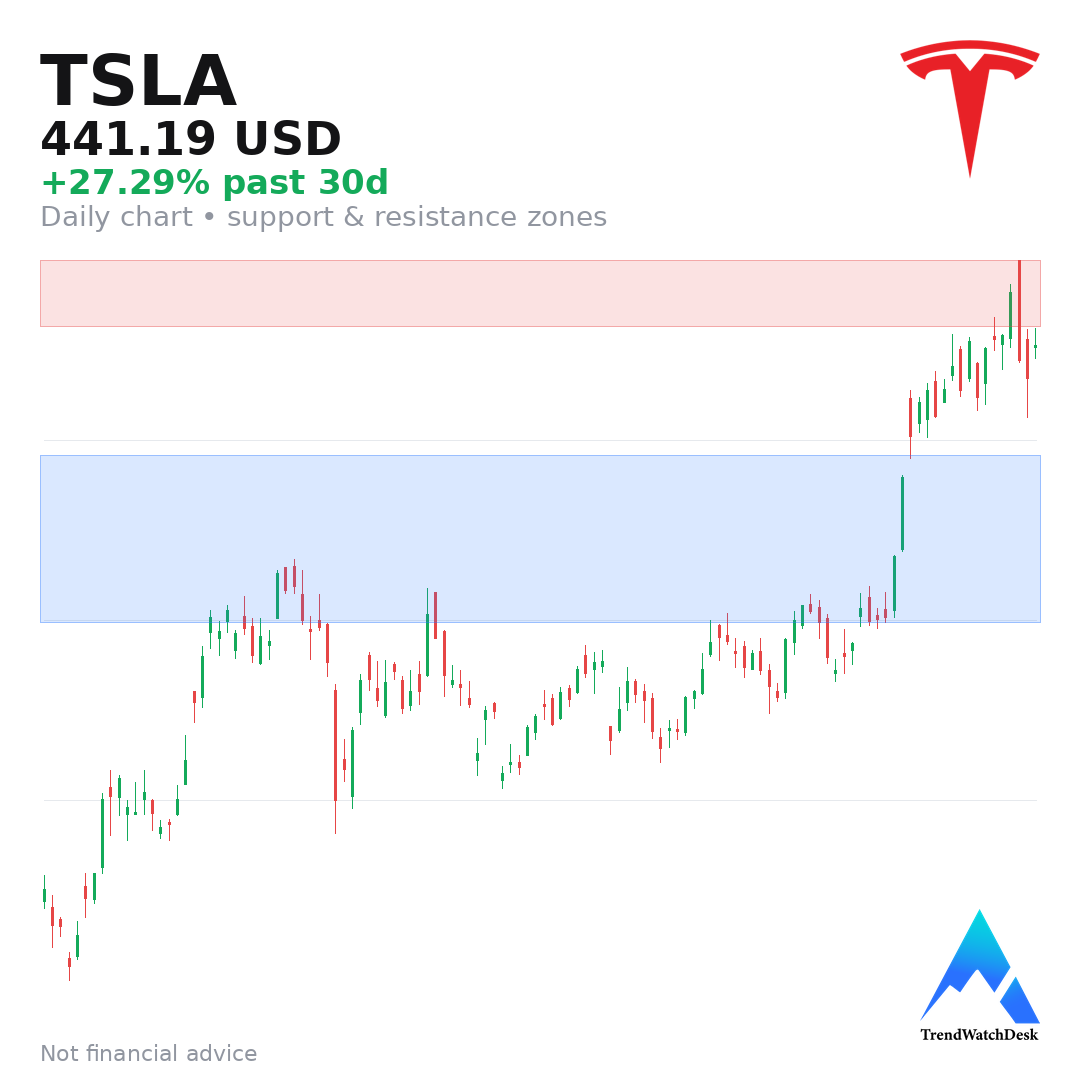 TSLA
441.19 USD
+27.29% past 30d
Daily chart • support & resistance zones
TrendWatchDesk
Not financial advice